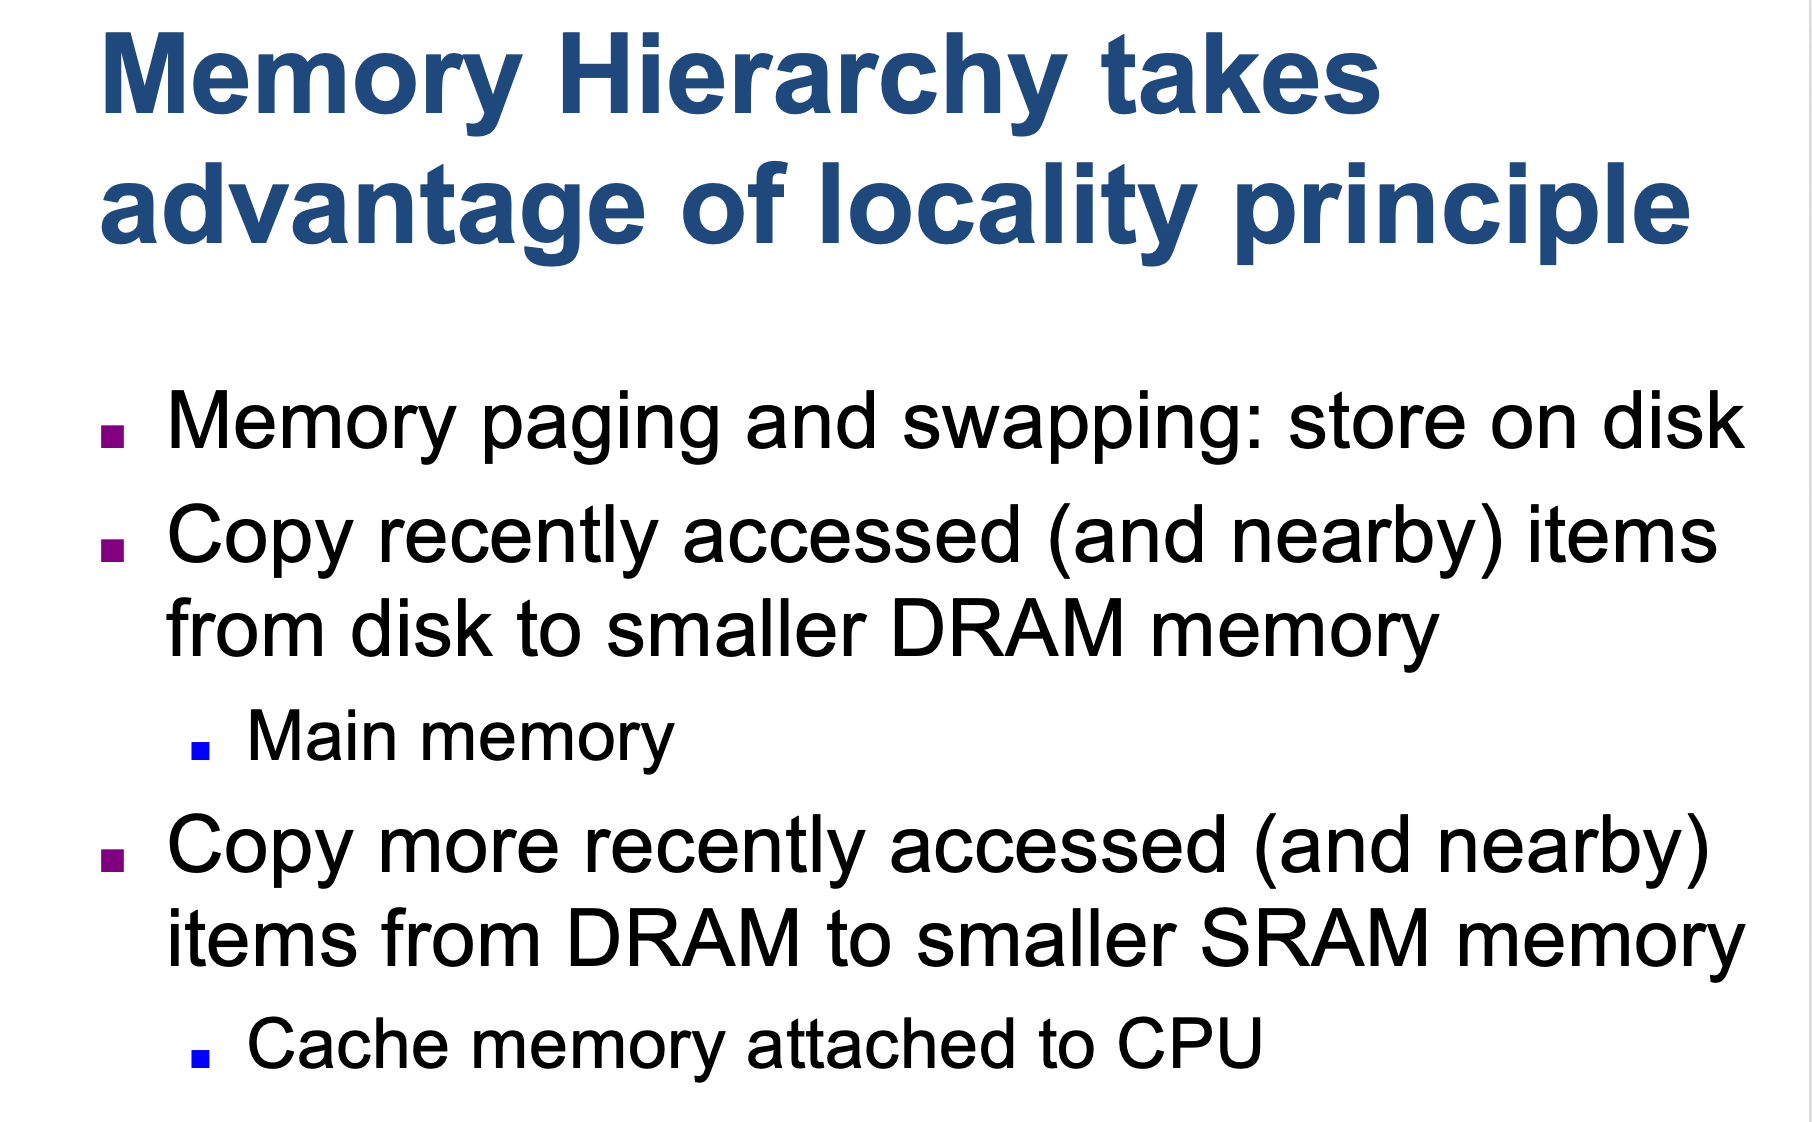 Memory Hierarchy takes
advantage of locality principle
Memory paging and swapping: store on disk
Copy recently accessed (and nearby) items
from disk to smaller DRAM memory
Main memory
Copy more recently accessed (and nearby)
items from DRAM to smaller SRAM memory
Cache memory attached to CPU